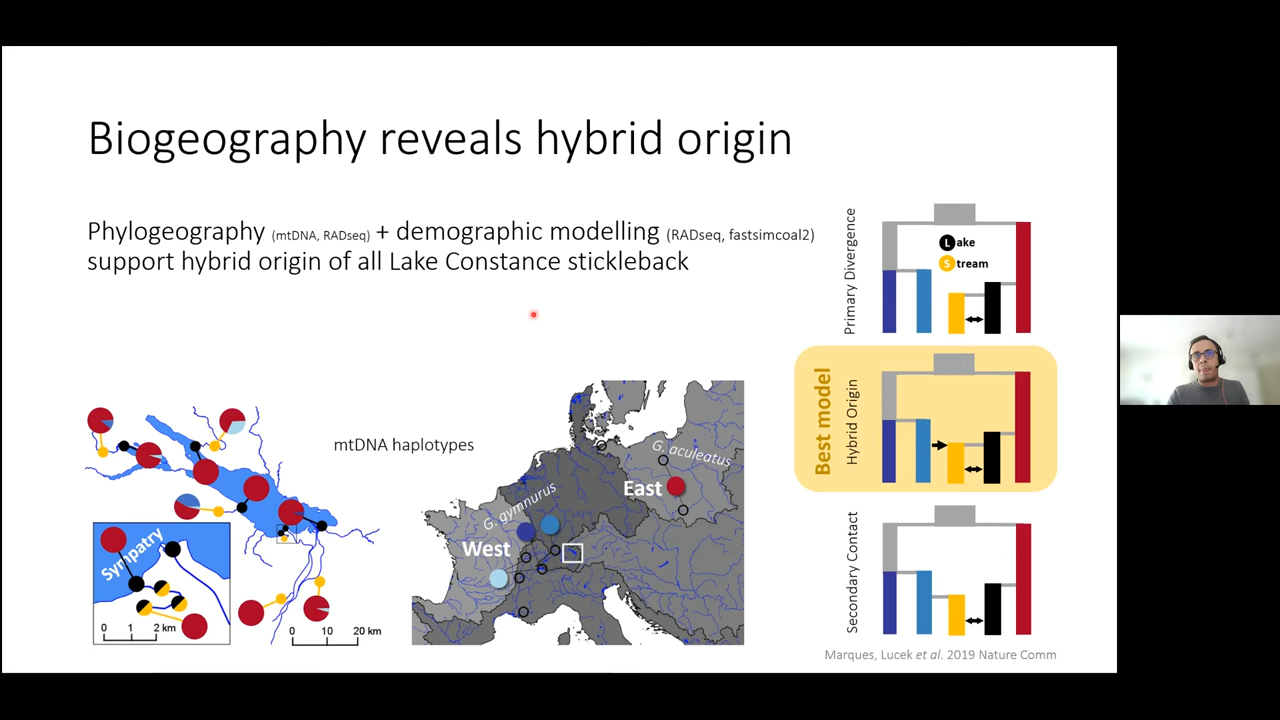 Biogeography reveals hybrid origin
Phylogeography (mtDNA, RADseq) + demographic modelling (RADseq, fastsimcoal2)
support hybrid origin of all Lake Constance stickleback
mtDNA haplotypes
Sympatry
0 1 2 km
0 10 20 km
G. aculeatus
East
G. gymnurus
West
Primary Divergence
Lake
Stream
Best model
Hybrid Origin
Secondary Contact
Marques, Lucek et al. 2019 Nature Comm